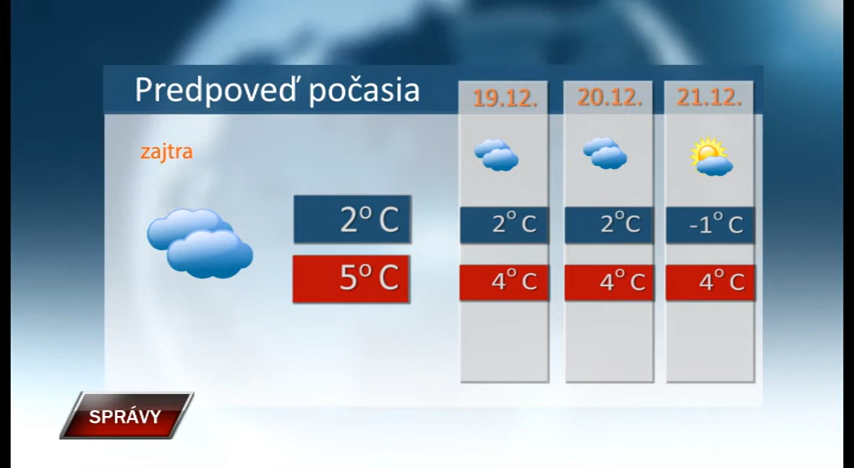 Predpoveď počasia
zajtra
2° C
5° C
19.12.
2° C
4° C
20.12.
2°C
4° C
21.12.
-1° C
4° C
SPRÁVY